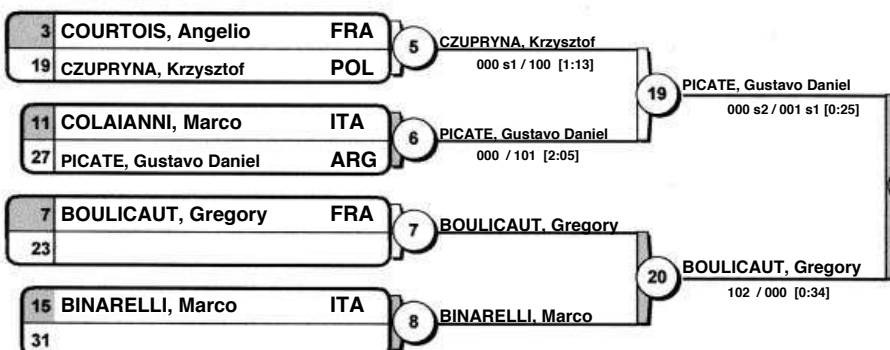 3 COURTOIS, Angelio FRA
19 CZUPRYNA, Krzysztof POL
5
CZUPRYNA, Krzysztof
000 s1 / 100 [1:13]
11 COLAIANNI, Marco ITA
27 PICATE, Gustavo Daniel ARG
6
PICATE, Gustavo Daniel
000 / 101 [2:05]
19
PICATE, Gustavo Daniel
000 s2 / 001 s1 [0:25]
7 BOULICAUT, Gregory FRA
23
7
BOULICAUT, Gregory
15 BINARELLI, Marco ITA
31
8
BINARELLI, Marco
20
BOULICAUT, Gregory
102 / 000 [0:34]